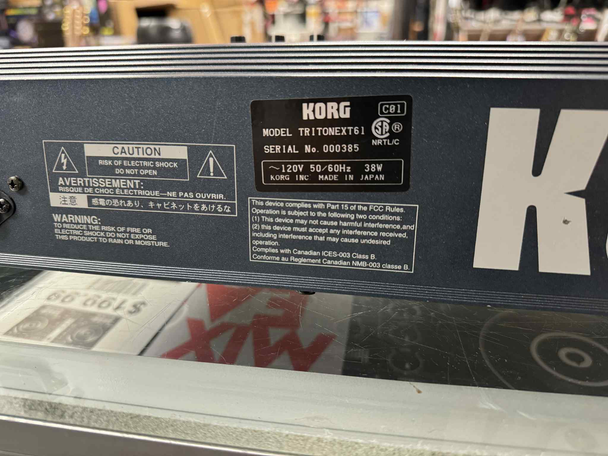 KORG
C01
MODEL TRITONEXT61
SERIAL No. 000385
SA
®
NRTL/C
~120V 50/60Hz 38W
KORG INC MADE IN JAPAN
CAUTION
RISK OF ELECTRIC SHOCK
DO NOT OPEN
AVERTISSEMENT:
RISQUE DE CHOC ÉLECTRIQUE—NE PAS OUVRIR.
注意 感電の恐れあり、キャビネットをあけるな
WARNING:
TO REDUCE THE RISK OF FIRE OR
ELECTRIC SHOCK DO NOT EXPOSE
THIS PRODUCT TO RAIN OR MOISTURE.
This device complies with Part 15 of the FCC Rules.
Operation is subject to the following two conditions:
(1) This device may not cause harmful interference,and
(2) this device must accept any interference received,
including interference that may cause undesired
operation.
Complies with Canadian ICES-003 Class B.
Conforme au Reglement Canadian NMB-003 classe B.
K
$199.99
MIX